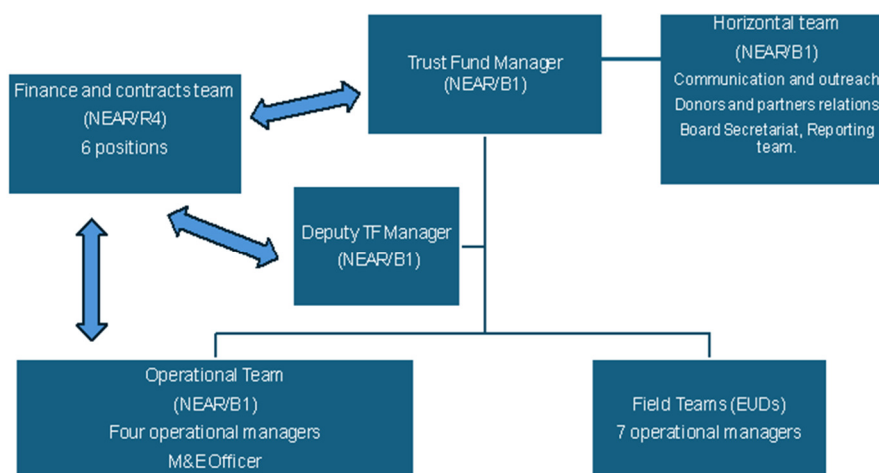 Trust Fund Manager
(NEAR/B1)
Horizontal team
(NEAR/B1)
Communication and outreach
Donors and partners relations
Board Secretariat, Reporting
team.
Finance and contracts team
(NEAR/R4)
6 positions
Deputy TF Manager
(NEAR/B1)
Operational Team
(NEAR/B1)
Four operational managers
M&E Officer
Field Teams (EUDs)
7 operational managers